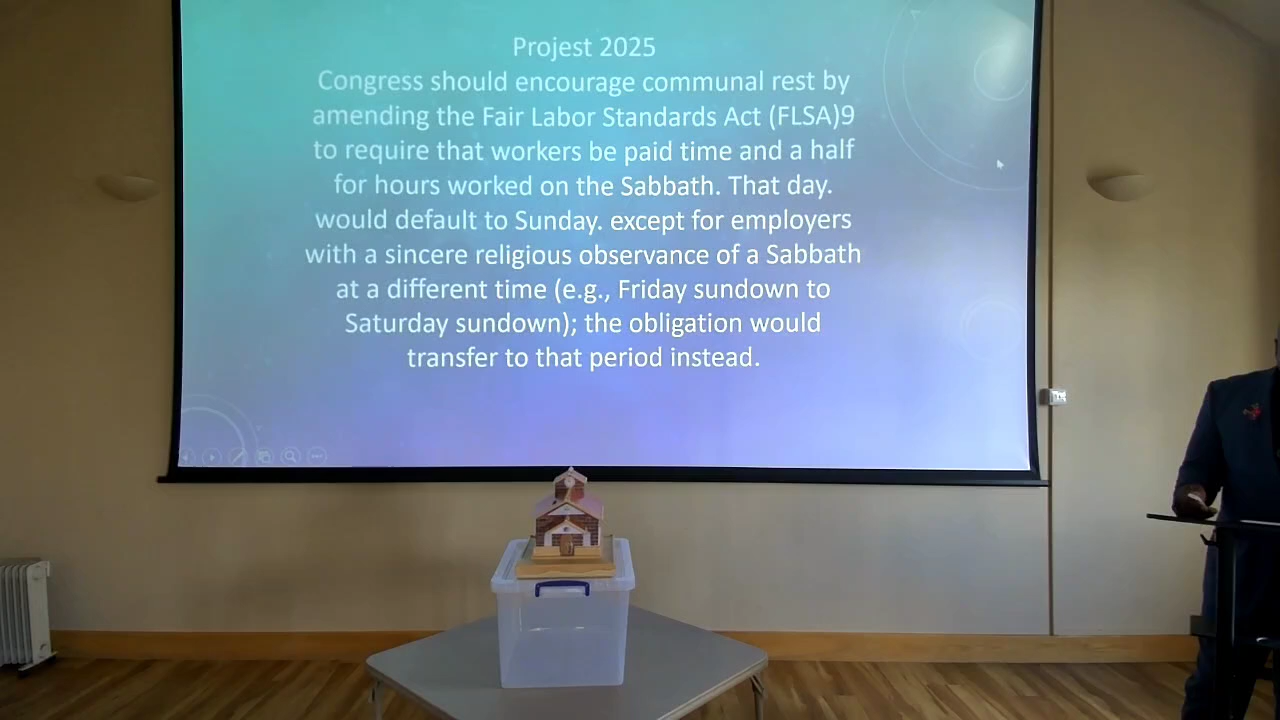 Projest 2025
Congress should encourage communal rest by
amending the Fair Labor Standards Act (FLSA)9
to require that workers be paid time and a half
for hours worked on the Sabbath. That day.
would default to Sunday. except for employers
with a sincere religious observance of a Sabbath
at a different time (e.g., Friday sundown to
Saturday sundown); the obligation would
transfer to that period instead.